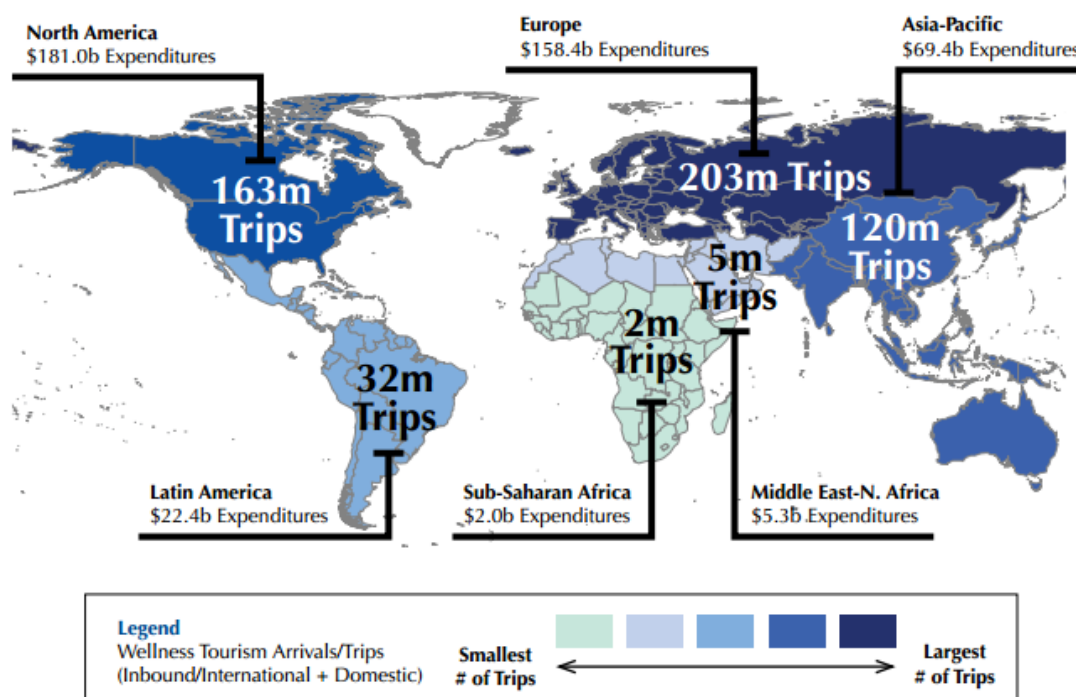 North America
$181.0b Expenditures
Europe
$158.4b Expenditures
Asia-Pacific
$69.4b Expenditures
163m
Trips
203m Trips
120m
Trips
5m
Trips
2m
Trips
32m
Trips
Latin America
$22.4b Expenditures
Sub-Saharan Africa
$2.0b Expenditures
Middle East-N. Africa
$5.3b Expenditures
Legend
Wellness Tourism Arrivals/Trips
(Inbound/International + Domestic)
Smallest
# of Trips
Largest
# of Trips